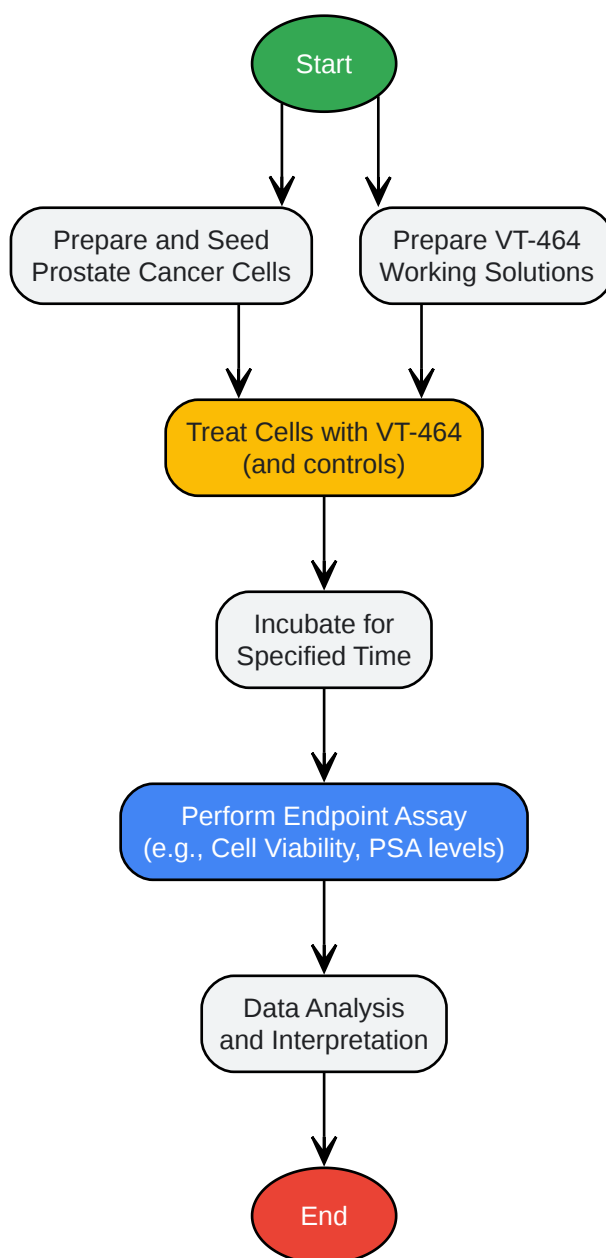 Start
Prepare and Seed
Prostate Cancer Cells
Prepare VT-464
Working Solutions
Treat Cells with VT-464
(and controls)
Incubate for
Specified Time
Perform Endpoint Assay
(e.g., Cell Viability, PSA levels)
Data Analysis
and Interpretation
End